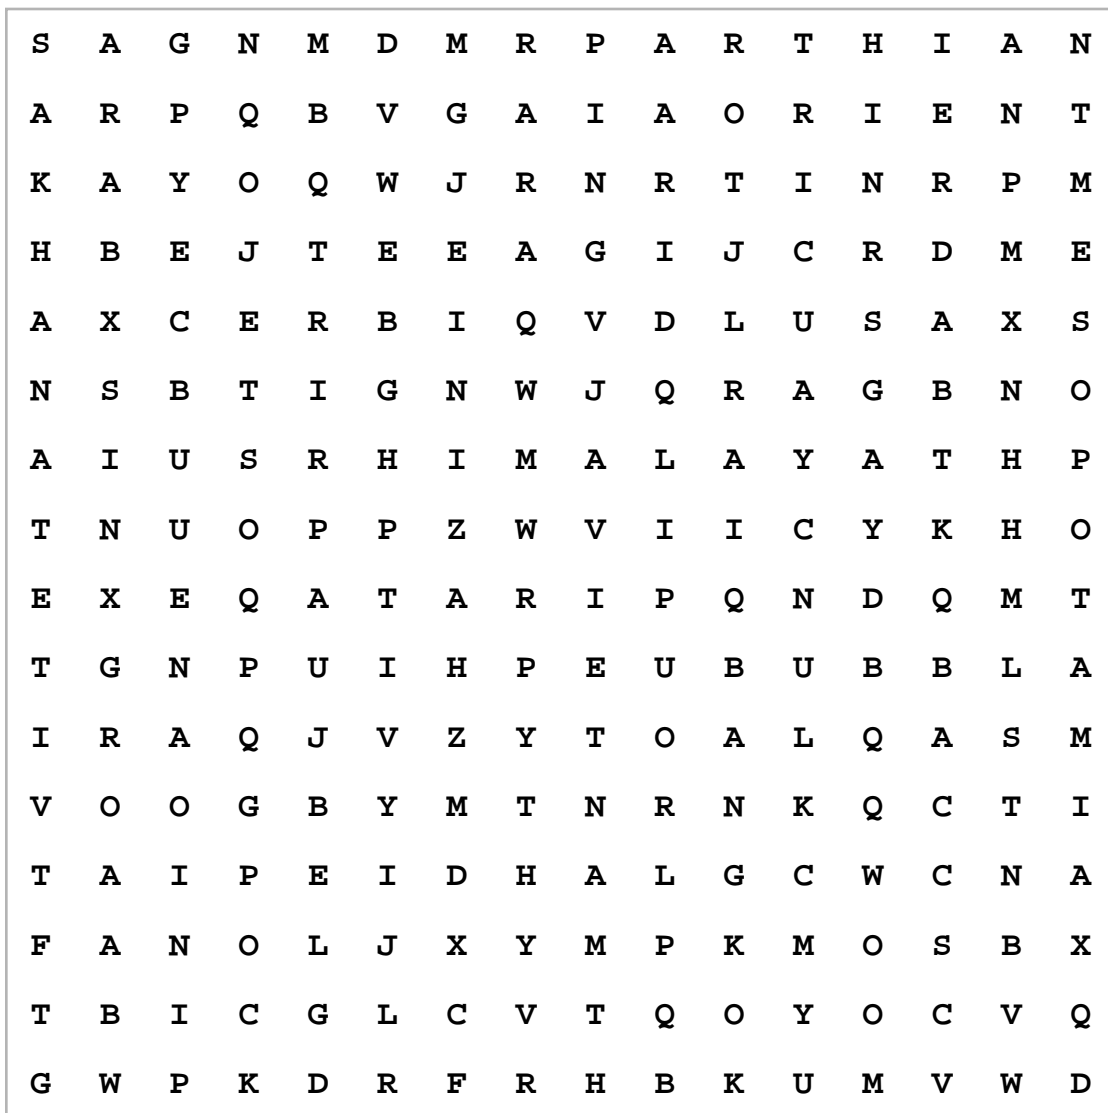 S A G N M D M R P A R T H I A N
A R P Q B V G A I A O R I E N T
K A Y O Q W J R N R T I N R P M
H B E J T E E A G I J C R D M E
A X C E R B I Q V D L U S A X S
N S B T I G N W J Q R A G B N O
A I U S R H I M A L A Y A T H P
T N U O P P Z W V I I C Y K H O
E X E Q A T A R I P Q N D Q M T
T G N P U I H P E U B U B B L A
I R A Q J V Z Y T O A L Q A S M
V O O G B Y M T N R N K Q C T I
T A I P E I D H A L G C W C N A
F A N O L J X Y M P K M O S B X
T B I C G L C V T Q O Y O C V Q
G W P K D R F R H B K U M V W D